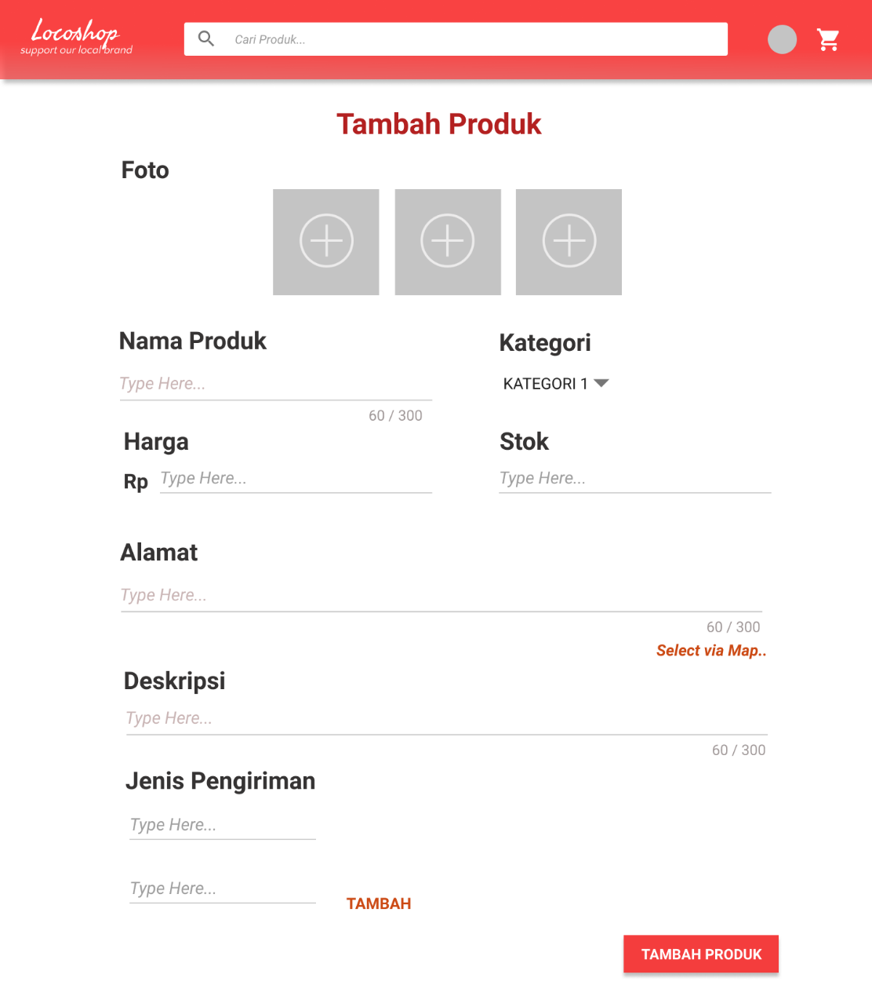 Locoshop
support our local brand
Cari Produk...
Tambah Produk
Foto
Nama Produk
Kategori
Type Here...
KATEGORI 1
60 / 300
Harga
Stok
Rp Type Here...
Type Here...
Alamat
Type Here...
60 / 300
Select via Map..
Deskripsi
Type Here...
60 / 300
Jenis Pengiriman
Type Here...
Type Here...
TAMBAH
TAMBAH PRODUK